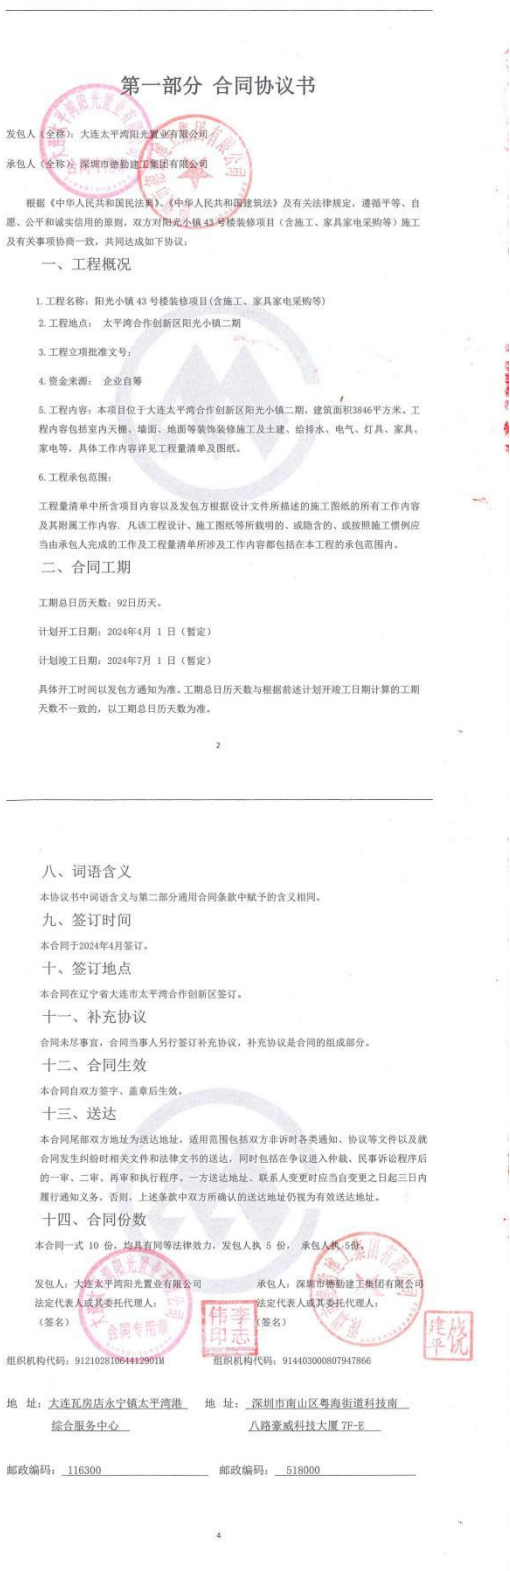 第一部分 合同协议书
发包人（全称）：大连太平湾阳光置业有限公司
承包人（全称）：深圳市德勤建工集团有限公司
根据《中华人民共和国民法典》、《中华人民共和国建筑法》及有关法律规定，遵循平等、自
愿、公平和诚实信用的原则，双方对阳光小镇 43 号楼装修项目（含施工、家具家电采购等）施工
及有关事项协商一致，共同达成如下协议：
一、工程概况
1.工程名称：阳光小镇 43 号楼装修项目(含施工、家具家电采购等)
2.工程地点： 太平湾合作创新区阳光小镇二期
3.工程立项批准文号：
4.资金来源： 企业自筹
5.工程内容：本项目位于大连太平湾合作创新区阳光小镇二期，建筑面积3846平方米。工
程内容包括室内天棚、墙面、地面等装饰装修施工及土建、给排水、电气、灯具、家具、
家电等，具体工作内容详见工程量清单及图纸。
6.工程承包范围：
工程量清单中所含项目内容以及发包方根据设计文件所描述的施工图纸的所有工作内容
及其附属工作内容. 凡该工程设计、施工图纸等所载明的、或隐含的、或按照施工惯例应
当由承包人完成的工作及工程量清单所涉及工作内容都包括在本工程的承包范围内。
二、合同工期
工期总日历天数：92日历天。
计划开工日期：2024年4月 1 日（暂定）
计划竣工日期：2024年7月 1 日（暂定）
具体开工时间以发包方通知为准。工期总日历天数与根据前述计划开竣工日期计算的工期
天数不一致的，以工期总日历天数为准。
2
八、词语含义
本协议书中词语含义与第二部分通用合同条款中赋予的含义相同。
九、签订时间
本合同于2024年4月签订。
十、签订地点
本合同在辽宁省大连市太平湾合作创新区签订。
十一、补充协议
合同未尽事宜，合同当事人另行签订补充协议，补充协议是合同的组成部分。
十二、合同生效
本合同自双方签字、盖章后生效。
十三、送达
本合同尾部双方地址为送达地址，适用范围包括双方非诉时各类通知、协议等文件以及就
合同发生纠纷时相关文件和法律文书的送达，同时包括在争议进入仲裁、民事诉讼程序后
的一审、二审、再审和执行程序。一方送达地址、联系人变更时应当自变更之日起三日内
履行通知义务，否则，上述条款中双方所确认的送达地址仍视为有效送达地址。
十四、合同份数
本合同一式 10 份，均具有同等法律效力，发包人执 5 份， 承包人执 5份。
发包人：大连太平湾阳光置业有限公司 承包人：深圳市德勤建工集团有限公司
法定代表人或其委托代理人： 法定代表人或其委托代理人：
（签名） （签名）
合同专用章
李志伟印
组织机构代码：91210281064412901M 组织机构代码：914403000807947866
地 址：大连瓦房店永宁镇太平湾港 地 址： 深圳市南山区粤海街道科技南
综合服务中心 八路豪威科技大厦 7F-E
邮政编码： 116300 邮政编码： 518000
4